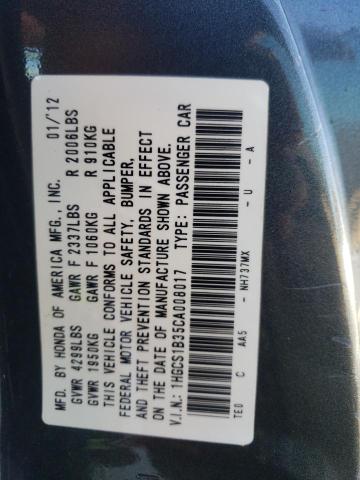 MFD. BY HONDA OF AMERICA MFG., INC. 01/12
GVWR 4299LBS GAWR F 2337LBS R 2006LBS
GVWR 1950KG GAWR F 1060KG R 910KG
THIS VEHICLE CONFORMS TO ALL APPLICABLE
FEDERAL MOTOR VEHICLE SAFETY, BUMPER,
AND THEFT PREVENTION STANDARDS IN EFFECT
ON THE DATE OF MANUFACTURE SHOWN ABOVE.
V.I.N.: 1HGCS1B35CA008017 TYPE: PASSENGER CAR
TE0 C AA5 - NH737MX - U - A